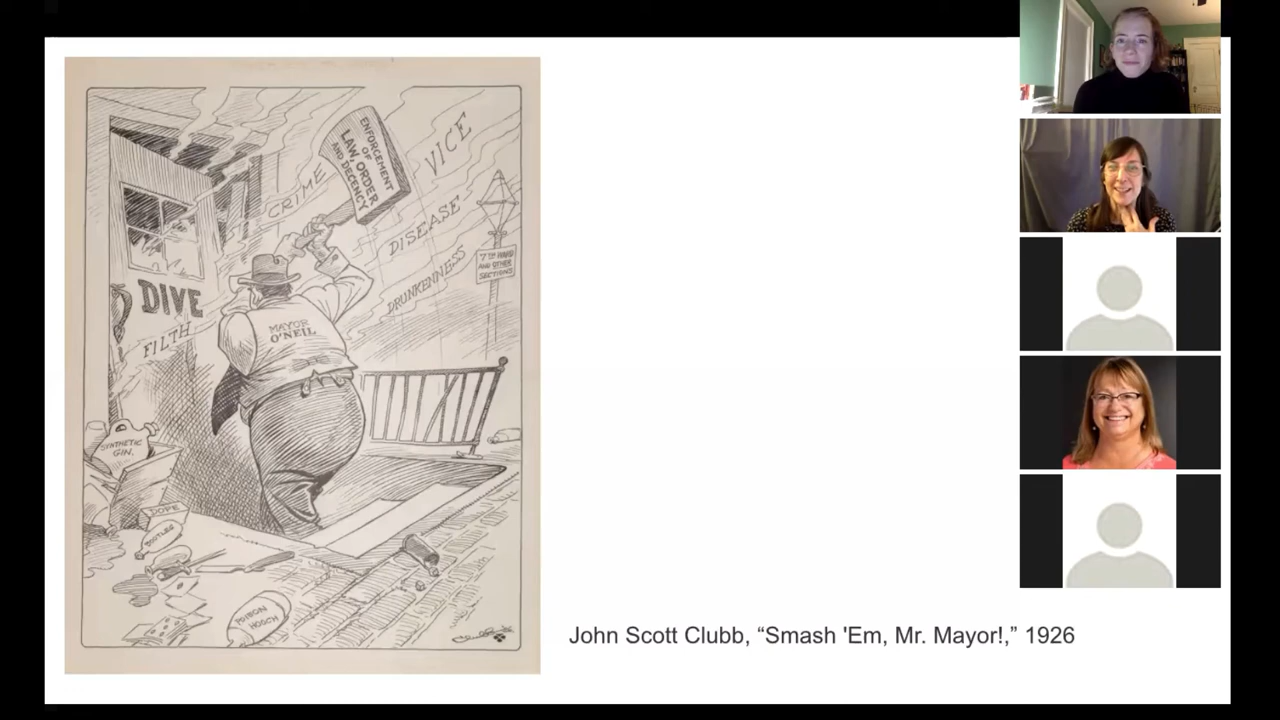 ENFORCEMENT
OF
LAW, ORDER
AND DECENCY
VICE
CRIME
DISEASE
DRUNKENNESS
7TH WARD
AND OTHER
SECTIONS
DIVE
FILTH
MAYOR
O'NEIL
SYNTHETIC
GIN.
DOPE
BOOTLEG
POISON
HOOCH
John Scott Clubb, “Smash 'Em, Mr. Mayor!,” 1926